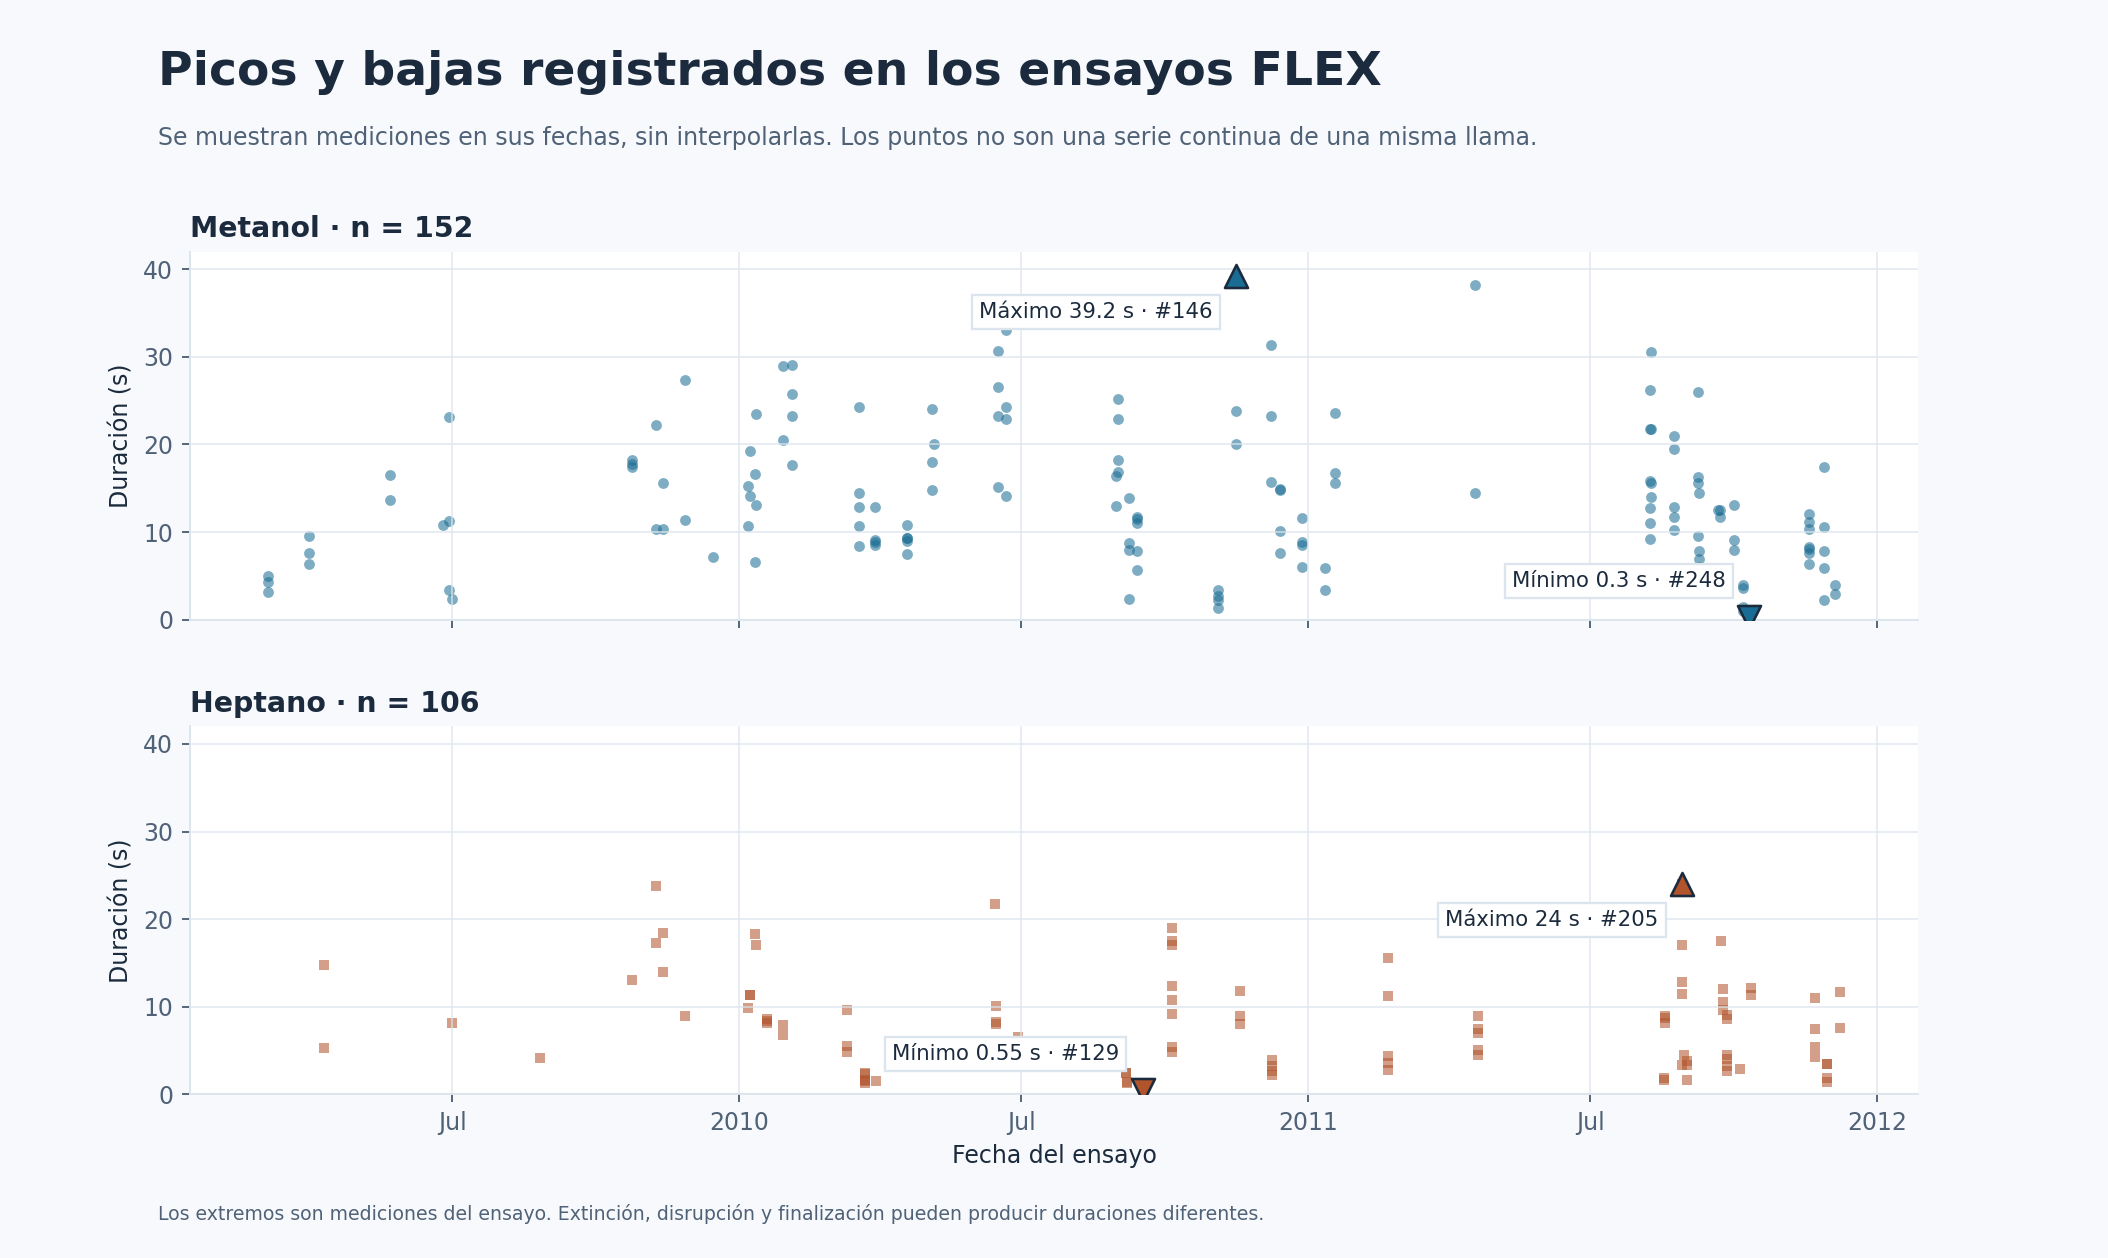 Picos y bajas registrados en los ensayos FLEX
Se muestran mediciones en sus fechas, sin interpolarlas. Los puntos no son una serie continua de una misma llama.
Metanol · n = 152
40
30
20
10
0
Duración (s)
Máximo 39.2 s · #146
Mínimo 0.3 s · #248
Heptano · n = 106
40
30
20
10
0
Duración (s)
Máximo 24 s · #205
Mínimo 0.55 s · #129
Jul
2010
Jul
2011
Jul
2012
Fecha del ensayo
Los extremos son mediciones del ensayo. Extinción, disrupción y finalización pueden producir duraciones diferentes.